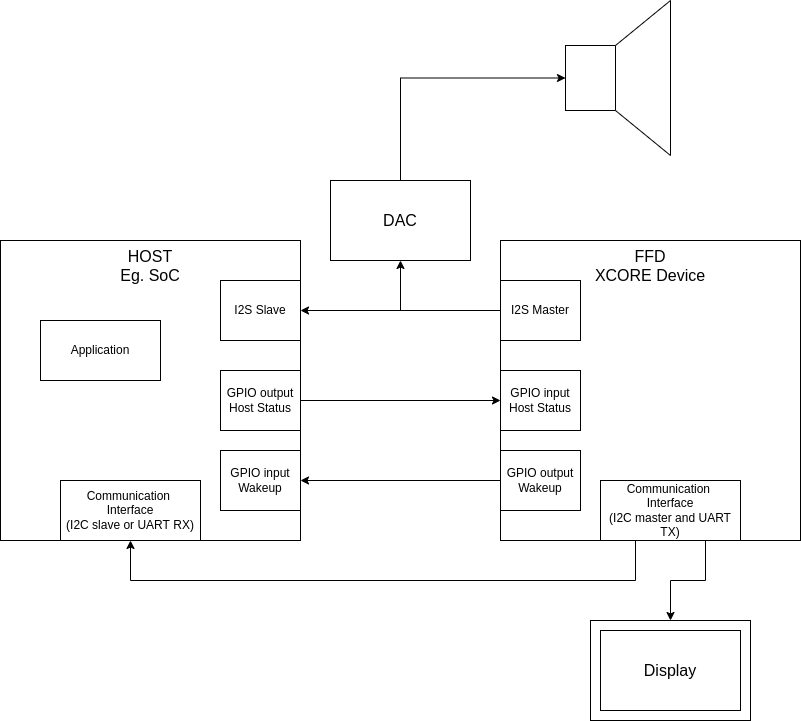 DAC
HOST
Eg. SoC
FFD
XCORE Device
I2S Slave
I2S Master
Application
GPIO output
Host Status
GPIO input
Host Status
GPIO input
Wakeup
GPIO output
Wakeup
Communication
Interface
(I2C slave or UART RX)
Communication
Interface
(I2C master and UART
TX)
Display